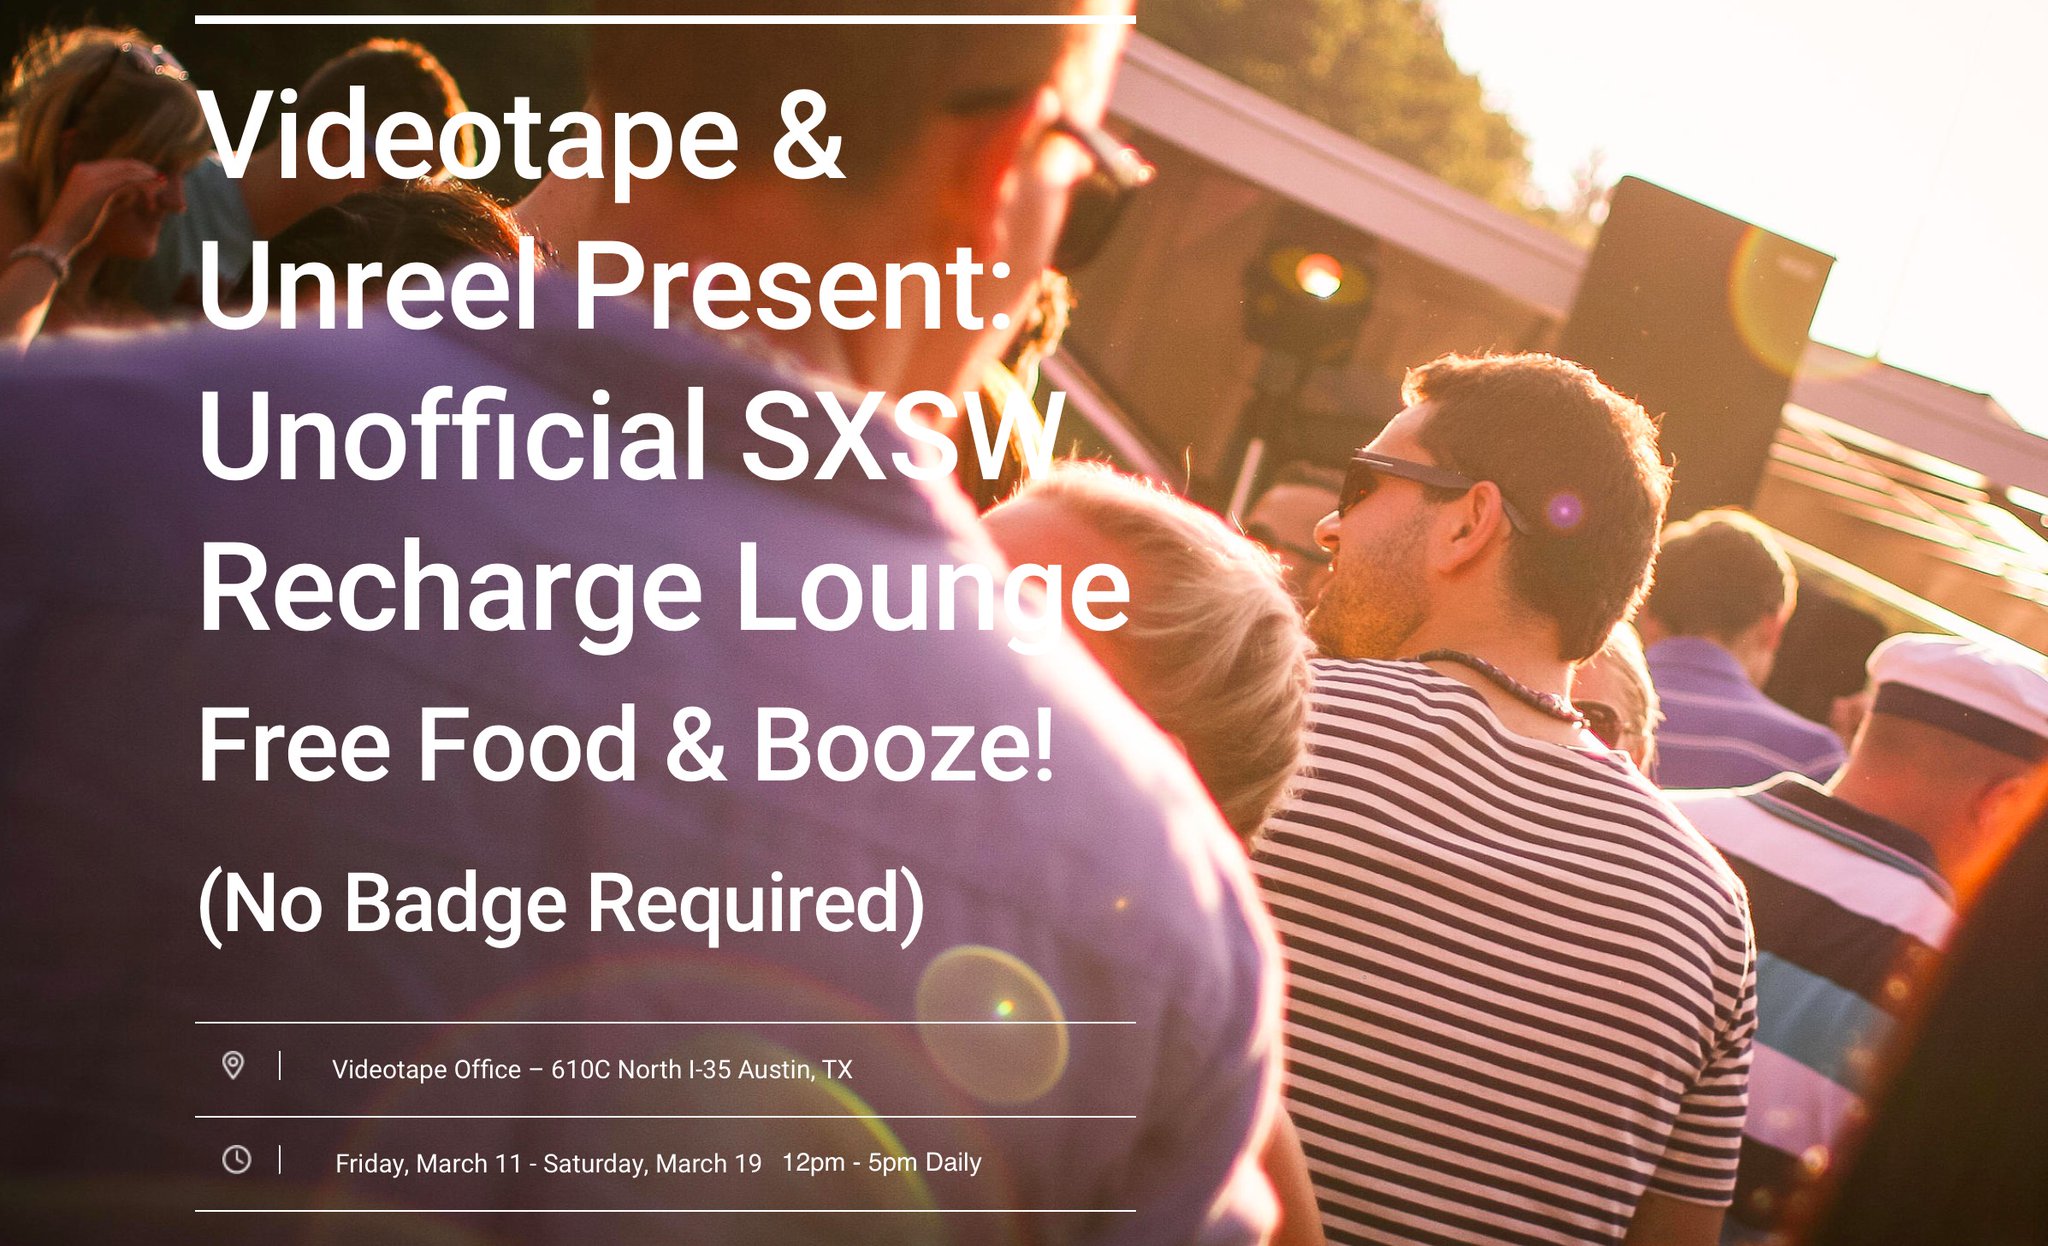 Videotape &
Unreel Present:
Unofficial SXSW
Recharge Lounge
Free Food & Booze!
(No Badge Required)
Videotape Office – 610C North I-35 Austin, TX
Friday, March 11 - Saturday, March 19 12pm - 5pm Daily